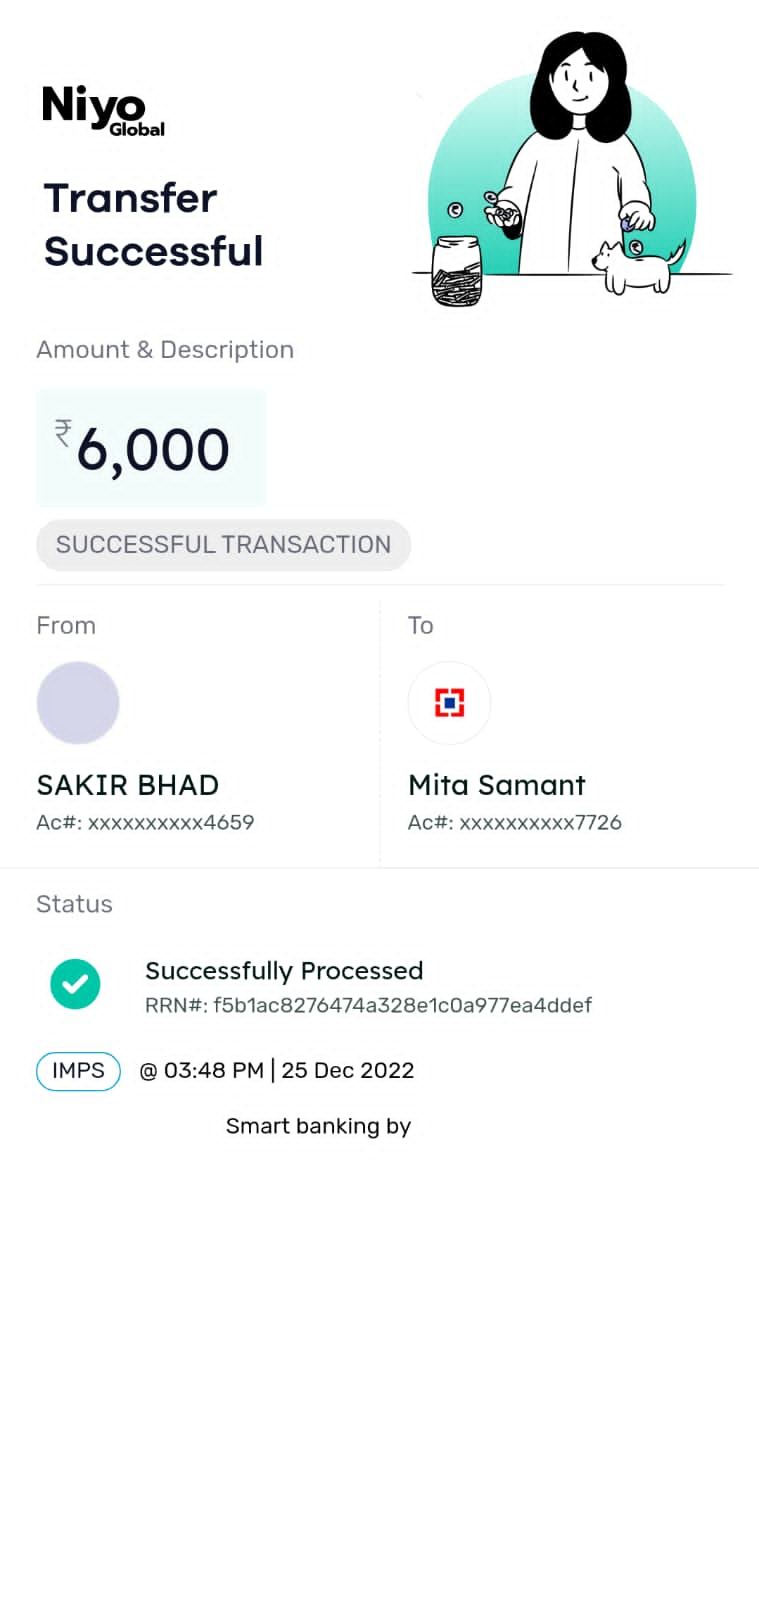 Niyo
Global
Transfer
Successful
Amount & Description
₹6,000
SUCCESSFUL TRANSACTION
From
To
SAKIR BHAD
Mita Samant
Ac#: xxxxxxxxxx4659
Ac#: xxxxxxxxxx7726
Status
Successfully Processed
RRN#: f5b1ac8276474a328e1c0a977ea4ddef
IMPS @ 03:48 PM | 25 Dec 2022
Smart banking by